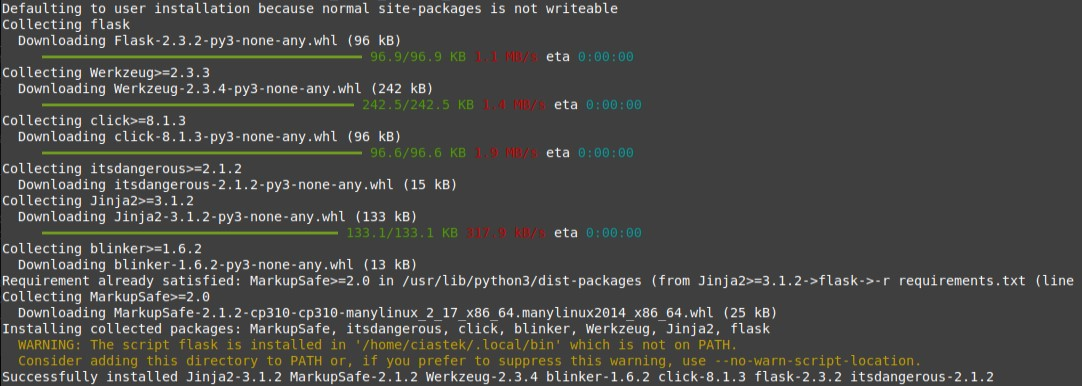 Defaulting to user installation because normal site-packages is not writeable
Collecting flask
Downloading Flask-2.3.2-py3-none-any.whl (96 kB)
96.9/96.9 KB 1.1 MB/s eta 0:00:00
Collecting Werkzeug>=2.3.3
Downloading Werkzeug-2.3.4-py3-none-any.whl (242 kB)
242.5/242.5 KB 1.4 MB/s eta 0:00:00
Collecting click>=8.1.3
Downloading click-8.1.3-py3-none-any.whl (96 kB)
96.6/96.6 KB 1.9 MB/s eta 0:00:00
Collecting itsdangerous>=2.1.2
Downloading itsdangerous-2.1.2-py3-none-any.whl (15 kB)
Collecting Jinja2>=3.1.2
Downloading Jinja2-3.1.2-py3-none-any.whl (133 kB)
133.1/133.1 KB 317.9 KB/s eta 0:00:00
Collecting blinker>=1.6.2
Downloading blinker-1.6.2-py3-none-any.whl (13 kB)
Requirement already satisfied: MarkupSafe>=2.0 in /usr/lib/python3/dist-packages (from Jinja2>=3.1.2->flask->-r requirements.txt (line
Collecting MarkupSafe>=2.0
Downloading MarkupSafe-2.1.2-cp310-cp310-manylinux_2_17_x86_64.manylinux2014_x86_64.whl (25 kB)
Installing collected packages: MarkupSafe, itsdangerous, click, blinker, Werkzeug, Jinja2, flask
WARNING: The script flask is installed in '/home/ciastek/.local/bin' which is not on PATH.
Consider adding this directory to PATH or, if you prefer to suppress this warning, use --no-warn-script-location.
Successfully installed Jinja2-3.1.2 MarkupSafe-2.1.2 Werkzeug-2.3.4 blinker-1.6.2 click-8.1.3 flask-2.3.2 itsdangerous-2.1.2